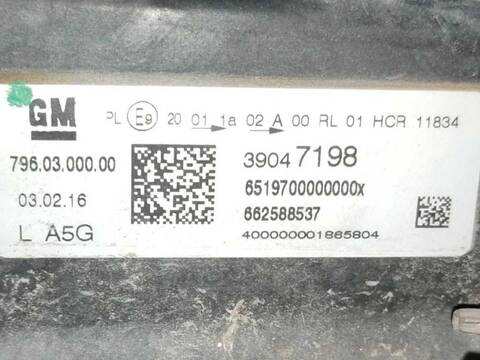 GM PL E9 20 01 1a 02 A 00 RL 01 HCR 11834
796.03.000.00 39047198
03.02.16 6519700000000x
662588537
L A5G 400000001865804